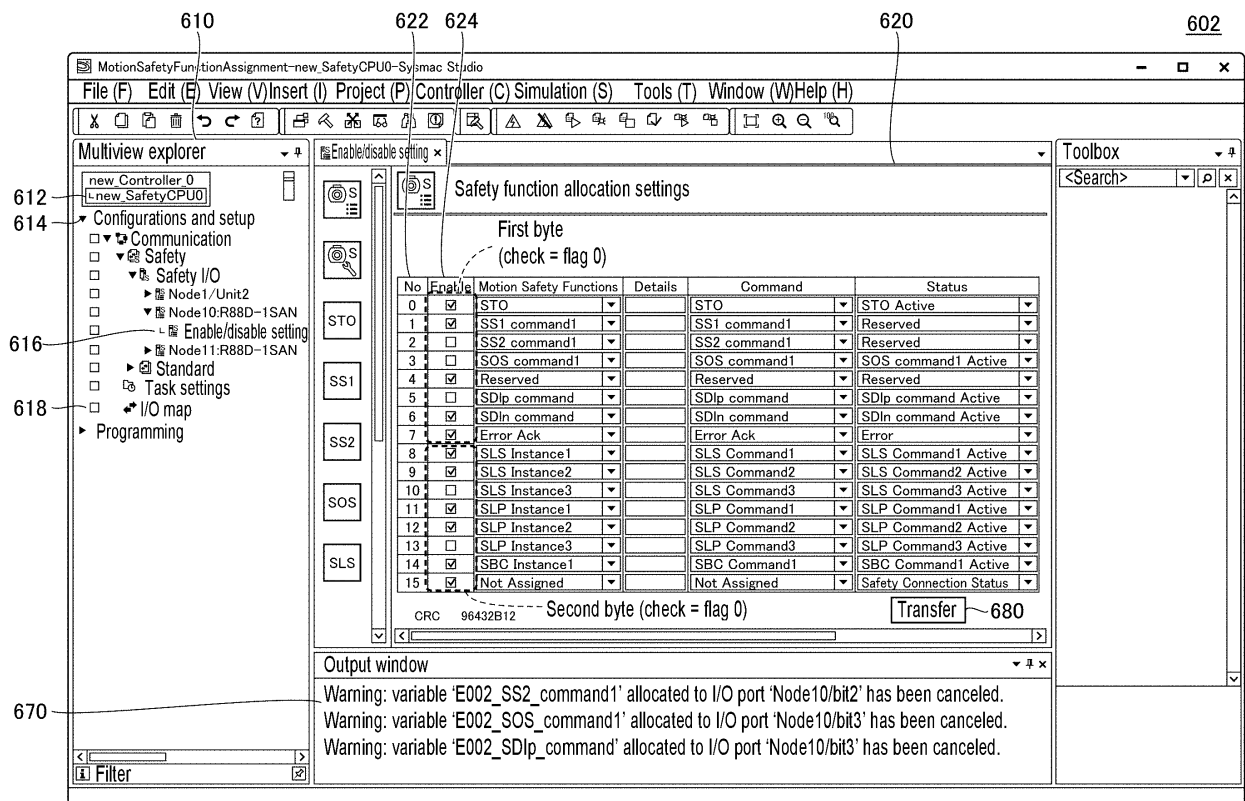 610
622
624
620
602
MotionSafetyFunctionAssignment-new_SafetyCPU0-Sysmac Studio
File (F) Edit (E) View (V) Insert (I) Project (P) Controller (C) Simulation (S) Tools (T) Window (W) Help (H)
Multiview explorer
new_Controller_0
612
new_SafetyCPU0
614
Configurations and setup
Communication
Safety
Safety I/O
Node1/Unit2
Node10:R88D-1SAN
616
Enable/disable setting
Node11:R88D-1SAN
Standard
Task settings
618
I/O map
Programming
Filter
Enable/disable setting ×
S
S
STO
SS1
SS2
SOS
SLS
S
Safety function allocation settings
First byte
(check = flag 0)
No Enable Motion Safety Functions Details Command Status
0 STO STO STO Active
1 SS1 command1 SS1 command1 Reserved
2 SS2 command1 SS2 command1 Reserved
3 SOS command1 SOS command1 SOS command1 Active
4 Reserved Reserved Reserved
5 SDIp command SDIp command SDIp command Active
6 SDIn command SDIn command SDIn command Active
7 Error Ack Error Ack Error
8 SLS Instance1 SLS Command1 SLS Command1 Active
9 SLS Instance2 SLS Command2 SLS Command2 Active
10 SLS Instance3 SLS Command3 SLS Command3 Active
11 SLP Instance1 SLP Command1 SLP Command1 Active
12 SLP Instance2 SLP Command2 SLP Command2 Active
13 SLP Instance3 SLP Command3 SLP Command3 Active
14 SBC Instance1 SBC Command1 SBC Command1 Active
15 Not Assigned Not Assigned Safety Connection Status
CRC 96432B12
Second byte (check = flag 0)
Transfer
680
Output window
670
Warning: variable ‘E002_SS2_command1’ allocated to I/O port ‘Node10/bit2’ has been canceled.
Warning: variable ‘E002_SOS_command1’ allocated to I/O port ‘Node10/bit3’ has been canceled.
Warning: variable ‘E002_SDIp_command’ allocated to I/O port ‘Node10/bit3’ has been canceled.
Toolbox
<Search>